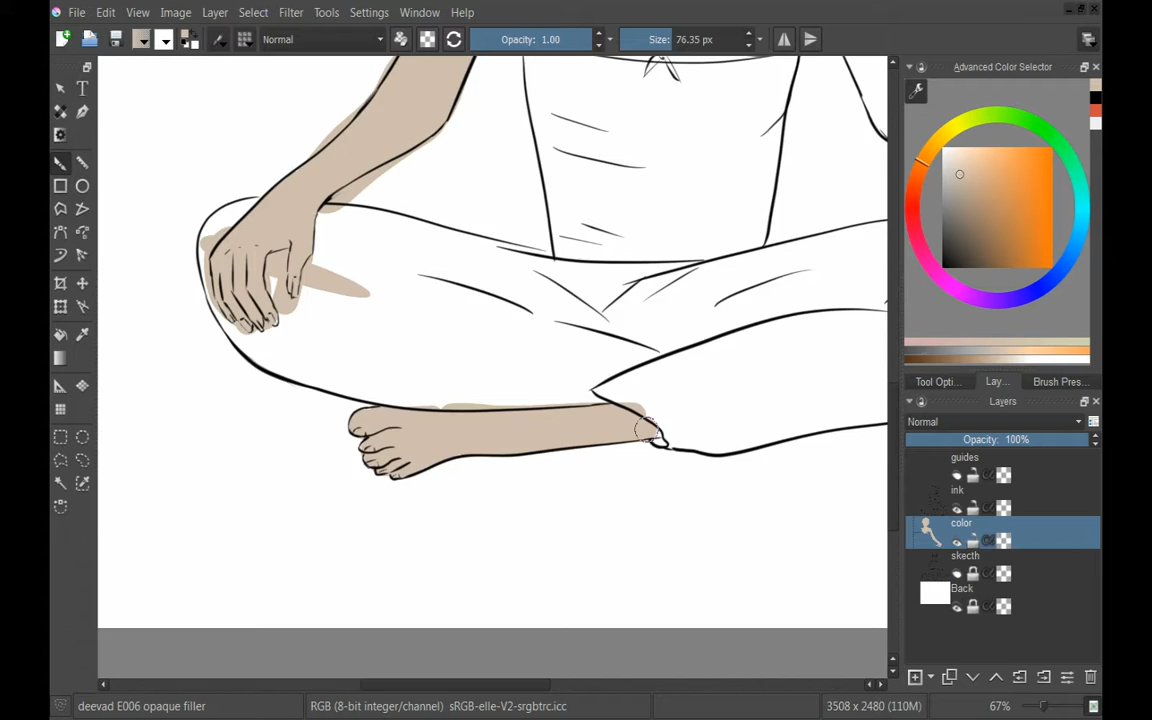 File Edit View Image Layer Select Filter Tools Settings Window Help
Normal Opacity: 1.00 Size: 76.35 px
Advanced Color Selector
Tool Opti... Lay... Brush Pres...
Layers
Normal
Opacity: 100%
guides
ink
color
skecth
Back
deevad E006 opaque filler RGB (8-bit integer/channel) sRGB-elle-V2-srgbtrc.icc 3508 x 2480 (110M) 67%